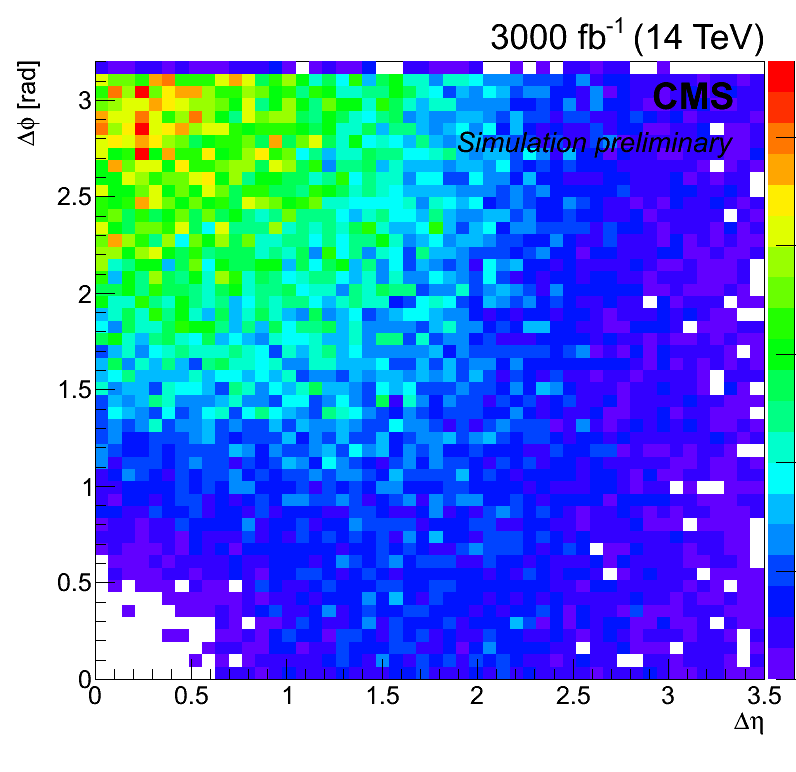 3000 fb⁻¹ (14 TeV)
Δϕ [rad]
CMS
Simulation preliminary
3
2.5
2
1.5
1
0.5
0
0 0.5 1 1.5 2 2.5 3 3.5
Δη